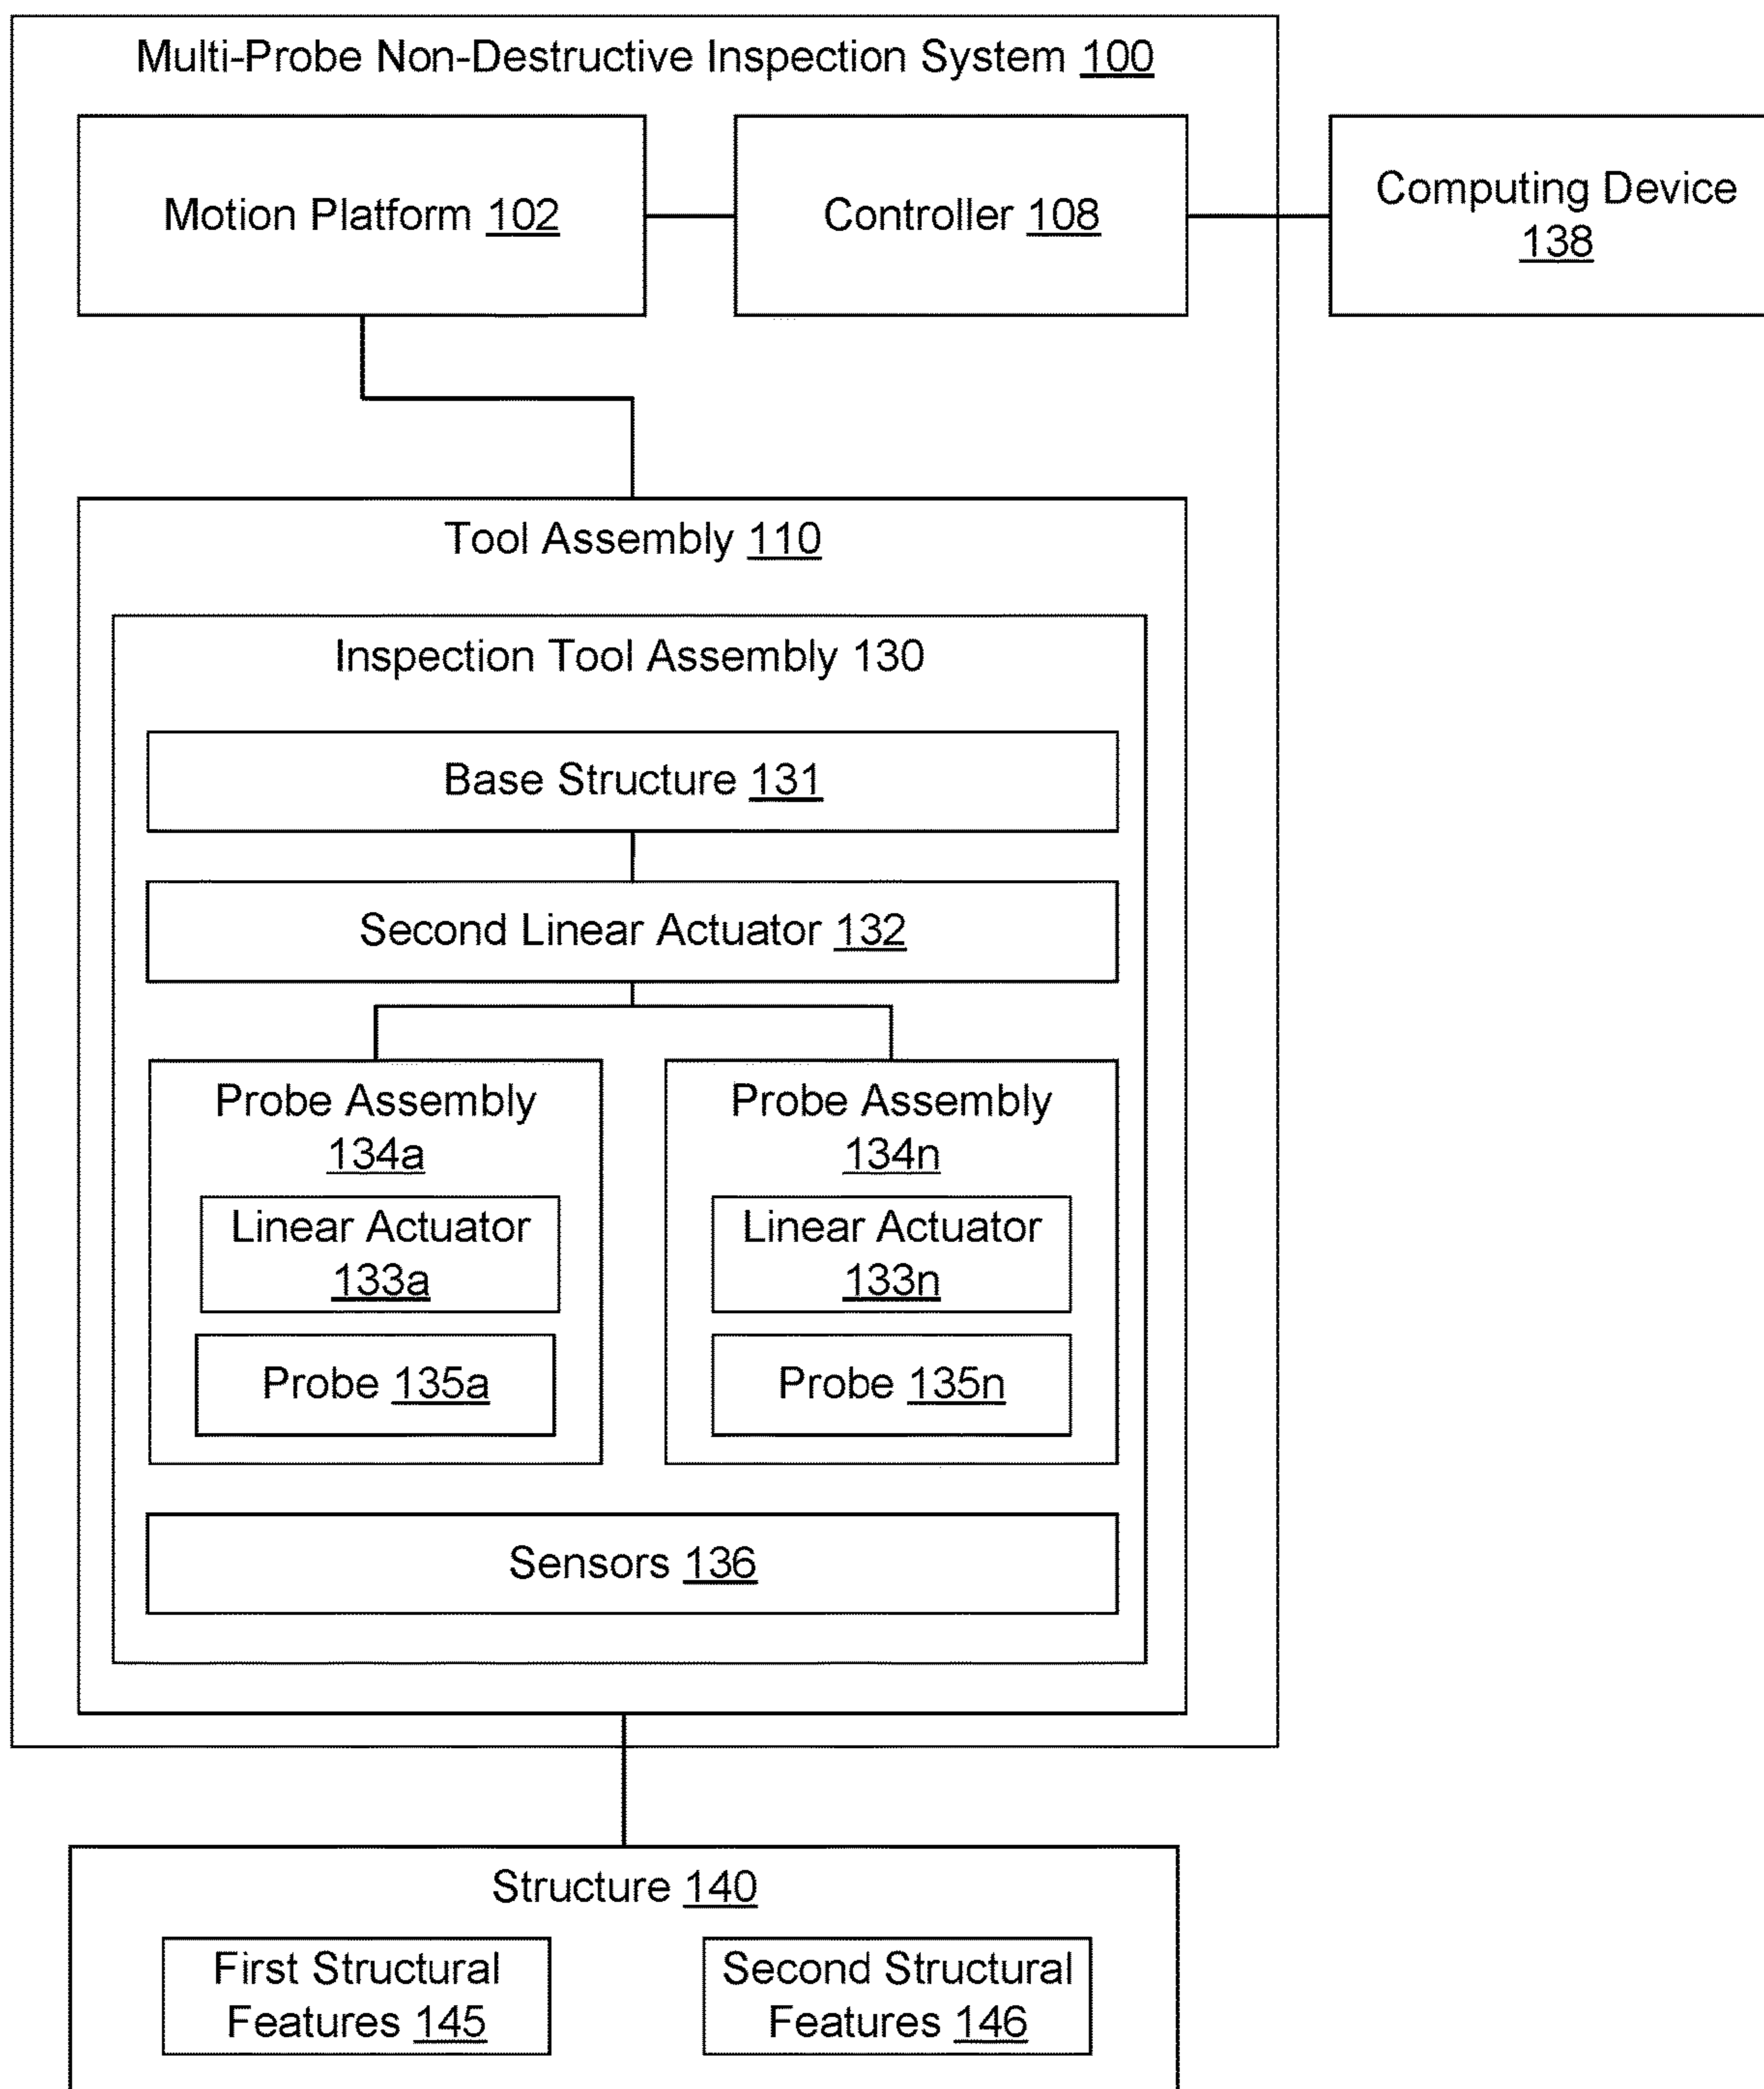 Multi-Probe Non-Destructive Inspection System 100
Motion Platform 102
Controller 108
Computing Device
138
Tool Assembly 110
Inspection Tool Assembly 130
Base Structure 131
Second Linear Actuator 132
Probe Assembly
134a
Linear Actuator
133a
Probe 135a
Probe Assembly
134n
Linear Actuator
133n
Probe 135n
Sensors 136
Structure 140
First Structural
Features 145
Second Structural
Features 146